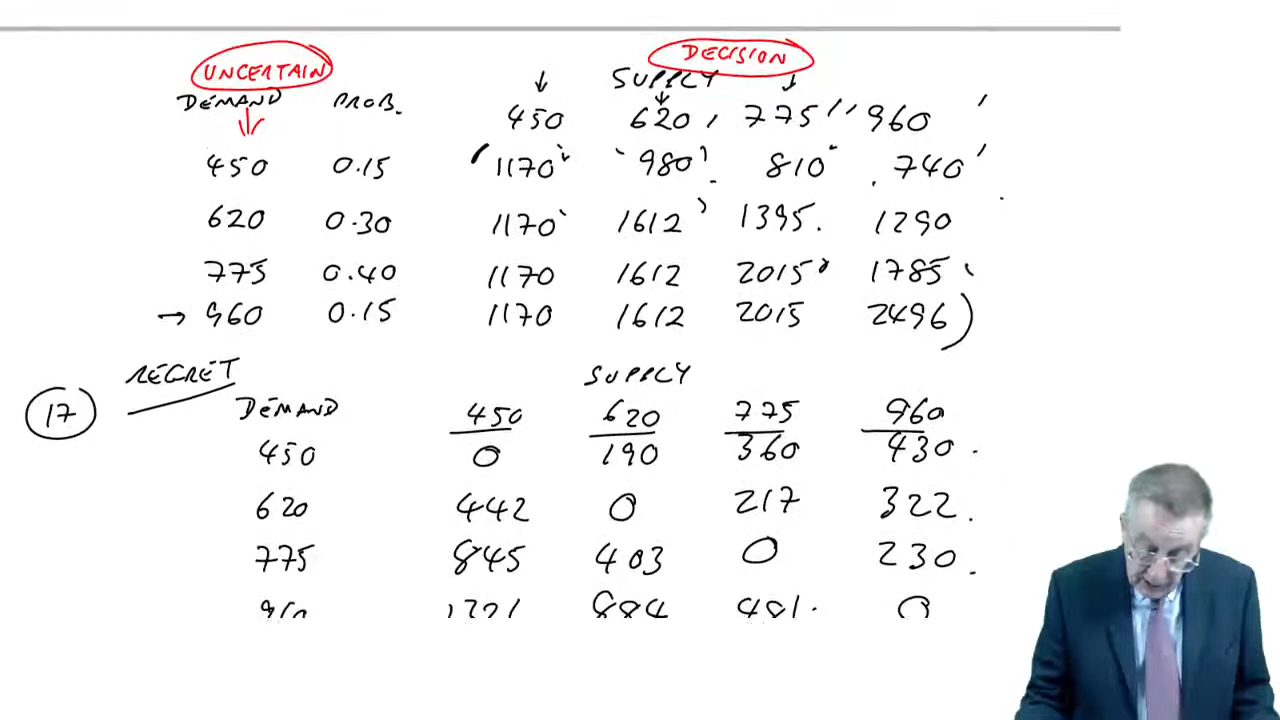 UNCERTAIN DECISION
DEMAND PROB. SUPPLY
450 620 775 960
450 0.15 1170 980 810 740
620 0.30 1170 1612 1395 1290
775 0.40 1170 1612 2015 1785
→ 960 0.15 1170 1612 2015 2496
REGRET SUPPLY
17 DEMAND 450 620 775 960
450 0 190 360 430
620 442 0 217 322
775 845 403 0 230
884 481 0